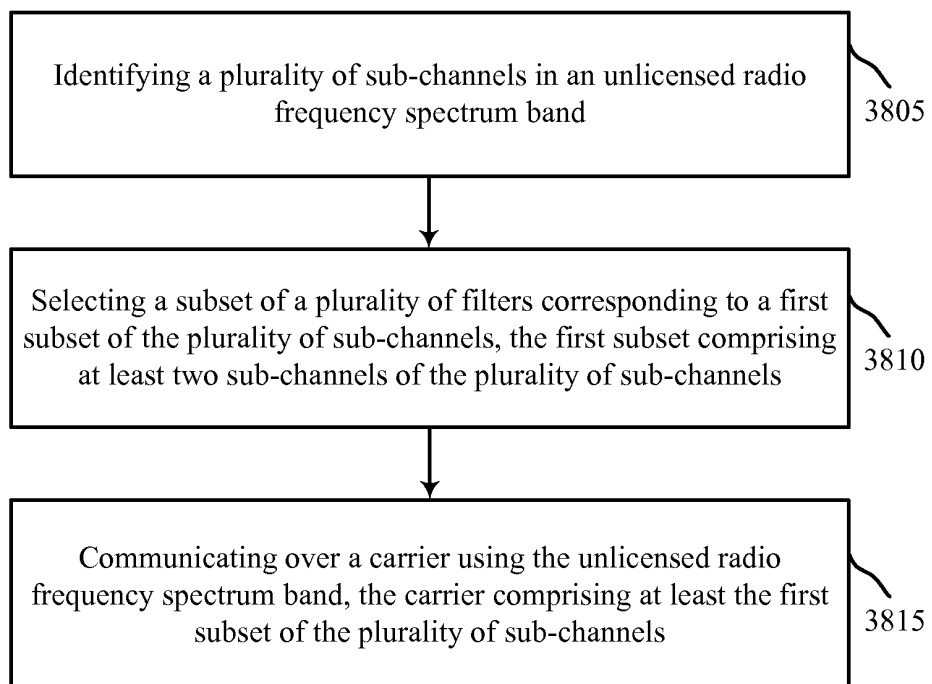 Identifying a plurality of sub-channels in an unlicensed radio
frequency spectrum band
3805
Selecting a subset of a plurality of filters corresponding to a first
subset of the plurality of sub-channels, the first subset comprising
at least two sub-channels of the plurality of sub-channels
3810
Communicating over a carrier using the unlicensed radio
frequency spectrum band, the carrier comprising at least the first
subset of the plurality of sub-channels
3815